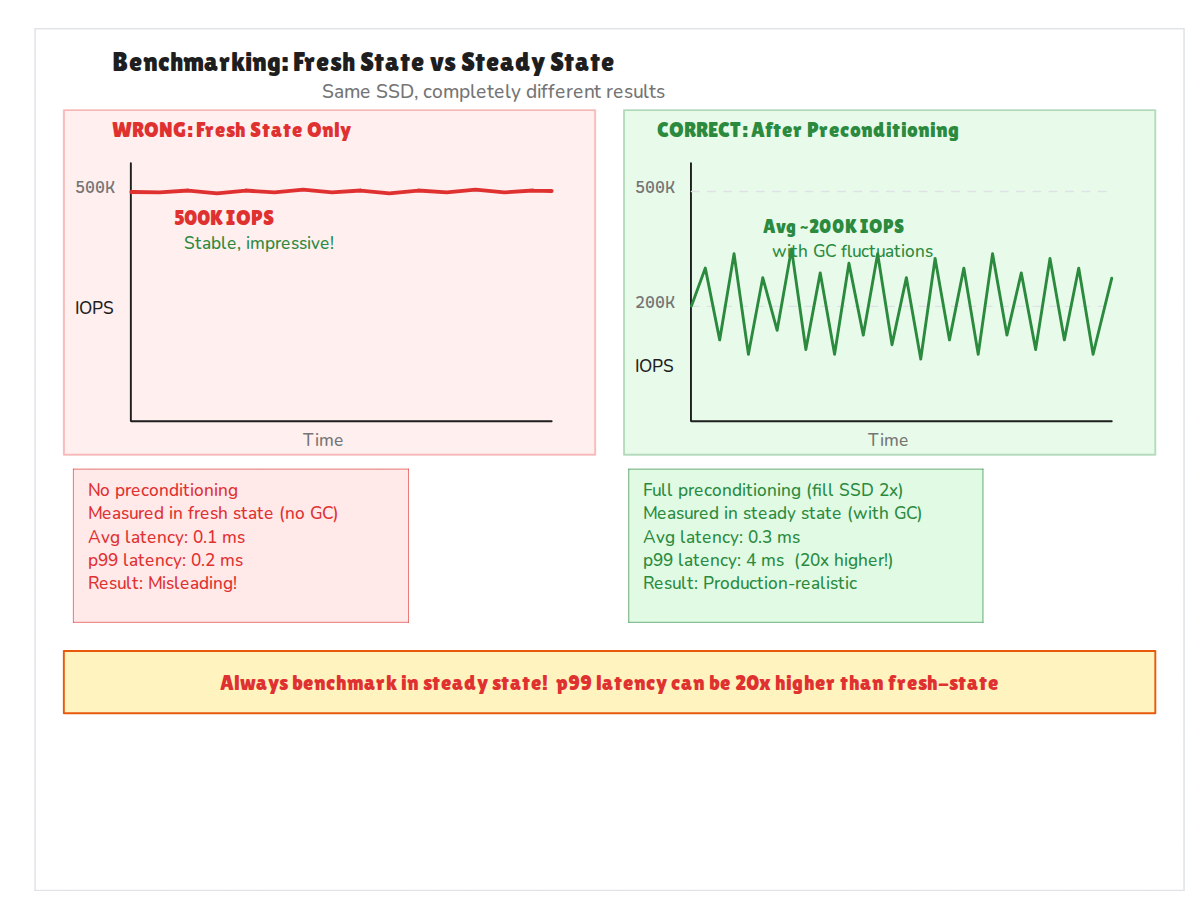 Benchmarking: Fresh State vs Steady State
Same SSD, completely different results
WRONG: Fresh State Only
500K
500K IOPS
Stable, impressive!
IOPS
Time
CORRECT: After Preconditioning
500K
Avg ~200K IOPS
with GC fluctuations
200K
IOPS
Time
No preconditioning
Measured in fresh state (no GC)
Avg latency: 0.1 ms
p99 latency: 0.2 ms
Result: Misleading!
Full preconditioning (fill SSD 2x)
Measured in steady state (with GC)
Avg latency: 0.3 ms
p99 latency: 4 ms  (20x higher!)
Result: Production-realistic
Always benchmark in steady state!  p99 latency can be 20x higher than fresh-state